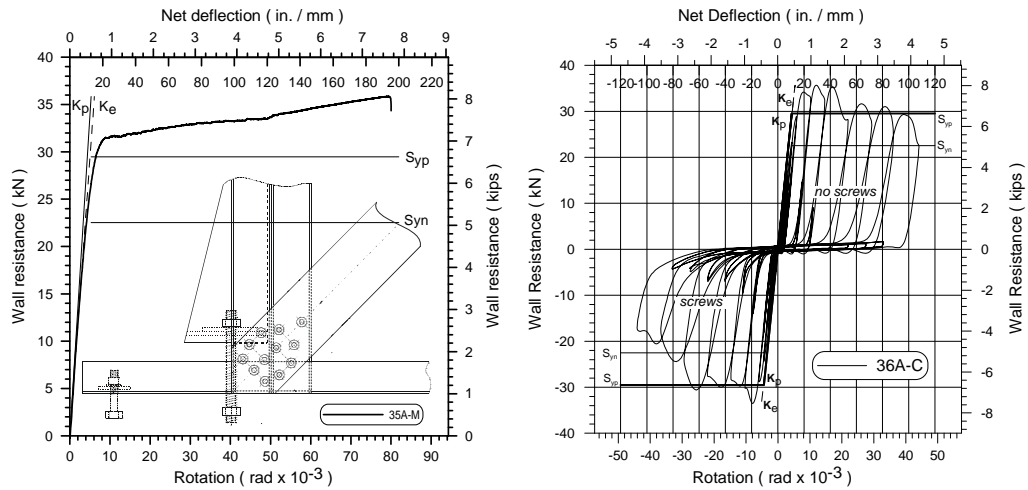 Net deflection ( in. / mm )
0 1 2 3 4 5 6 7 8 9
20 40 60 80 100 120 140 160 180 200 220
40
35
30
25
20
15
10
5
0
Wall resistance ( kN )
8
7
6
5
4
3
2
1
0
Wall resistance ( kips )
Kp Ke
Syp
Syn
35A-M
0 10 20 30 40 50 60 70 80 90
Rotation ( rad x 10-3 )
Net Deflection ( in. / mm )
-5 -4 -3 -2 -1 0 1 2 3 4 5
-120 -100 -80 -60 -40 -20 0 20 40 60 80 100 120
40
30
20
10
0
-10
-20
-30
-40
Wall Resistance ( kN )
8
6
4
2
0
-2
-4
-6
-8
Wall Resistance ( kips )
Ke
Kp
Syp
Syn
no screws
screws
Syn
Syp
Kp
Ke
36A-C
-50 -40 -30 -20 -10 0 10 20 30 40 50
Rotation ( rad x 10-3 )